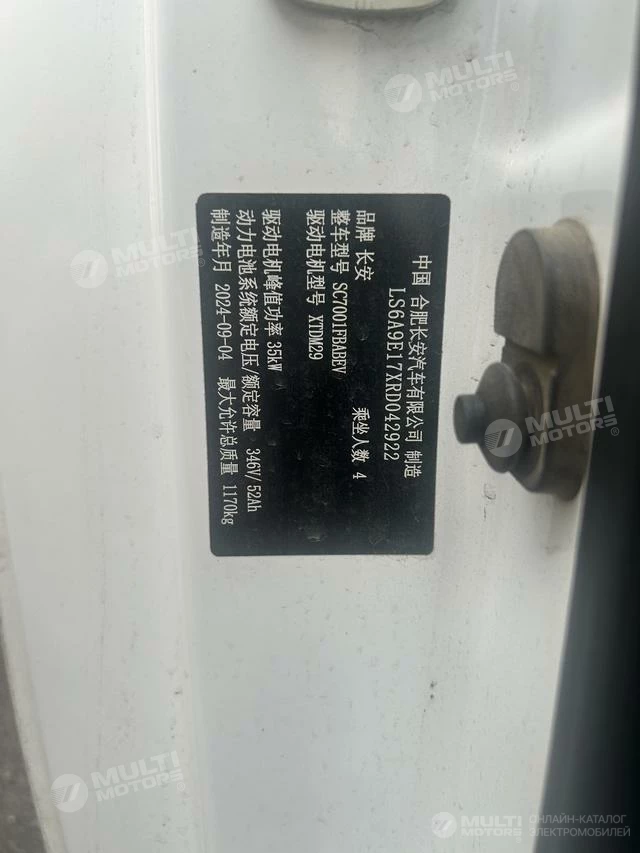 中国 合肥长安汽车有限公司 制造
LS6A9E17XRD042922
品牌 长安
整车型号 SC7001FBABEV 乘坐人数 4
驱动电机型号 XTDM29
驱动电机峰值功率 35kW
动力电池系统额定电压/额定容量 346V/52Ah
制造年月 2024-09-04 最大允许总质量 1170kg
MULTI MOTORS
MULTI MOTORS
MULTI MOTORS
MULTI MOTORS
MULTI MOTORS
MULTI MOTORS ОНЛАЙН-КАТАЛОГ ЭЛЕКТРОМОБИЛЕЙ